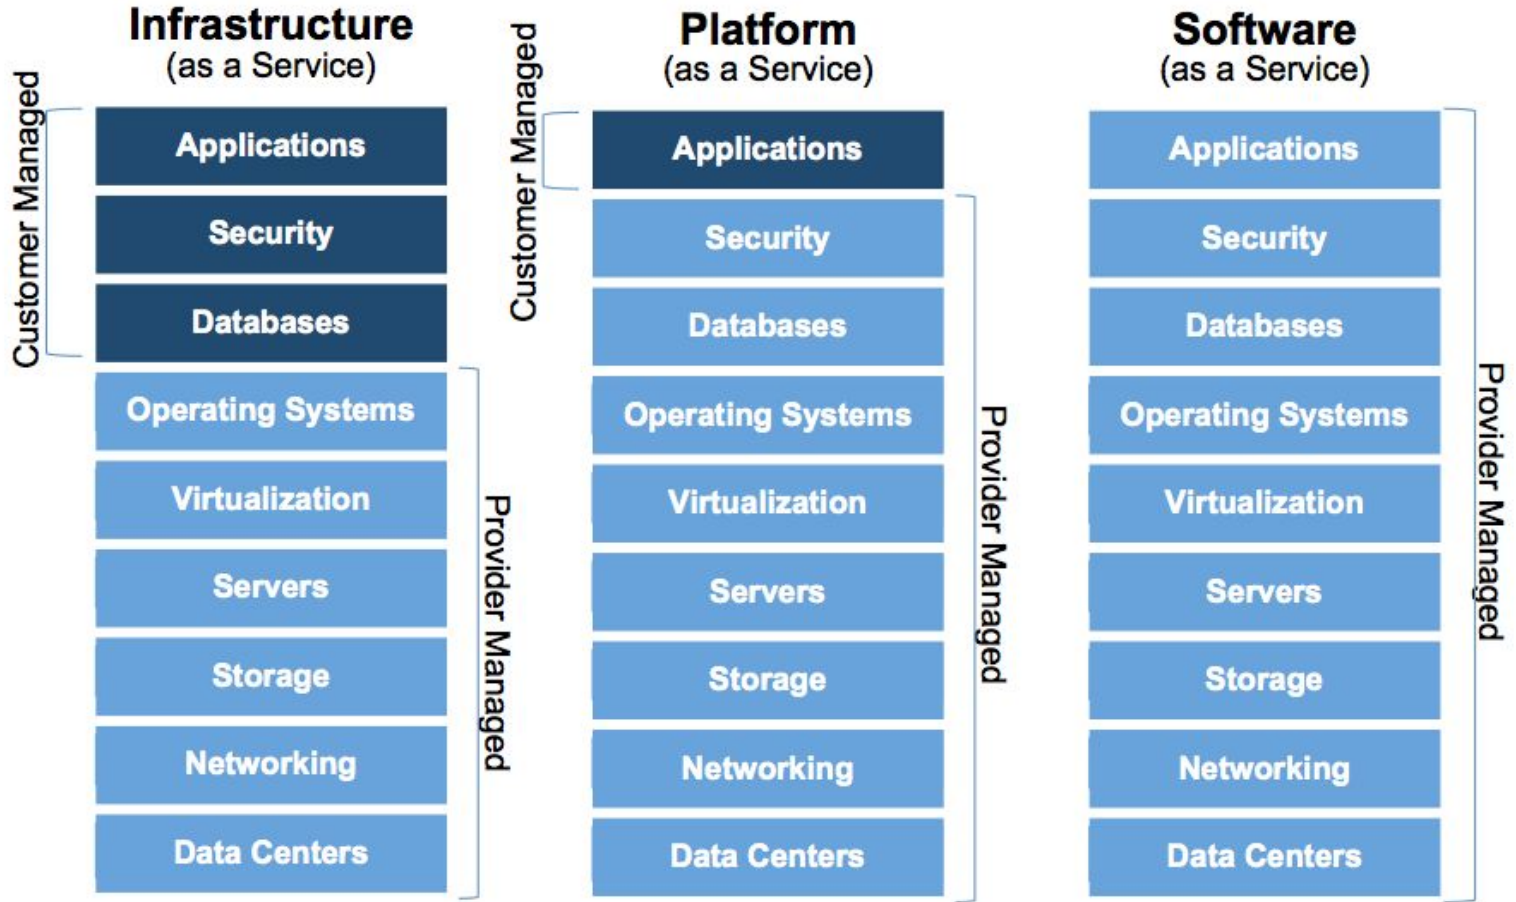 Infrastructure
(as a Service)
Customer Managed
Applications
Security
Databases
Operating Systems
Virtualization
Servers
Storage
Networking
Data Centers
Provider Managed
Platform
(as a Service)
Customer Managed
Applications
Security
Databases
Operating Systems
Virtualization
Servers
Storage
Networking
Data Centers
Provider Managed
Software
(as a Service)
Applications
Security
Databases
Operating Systems
Virtualization
Servers
Storage
Networking
Data Centers
Provider Managed